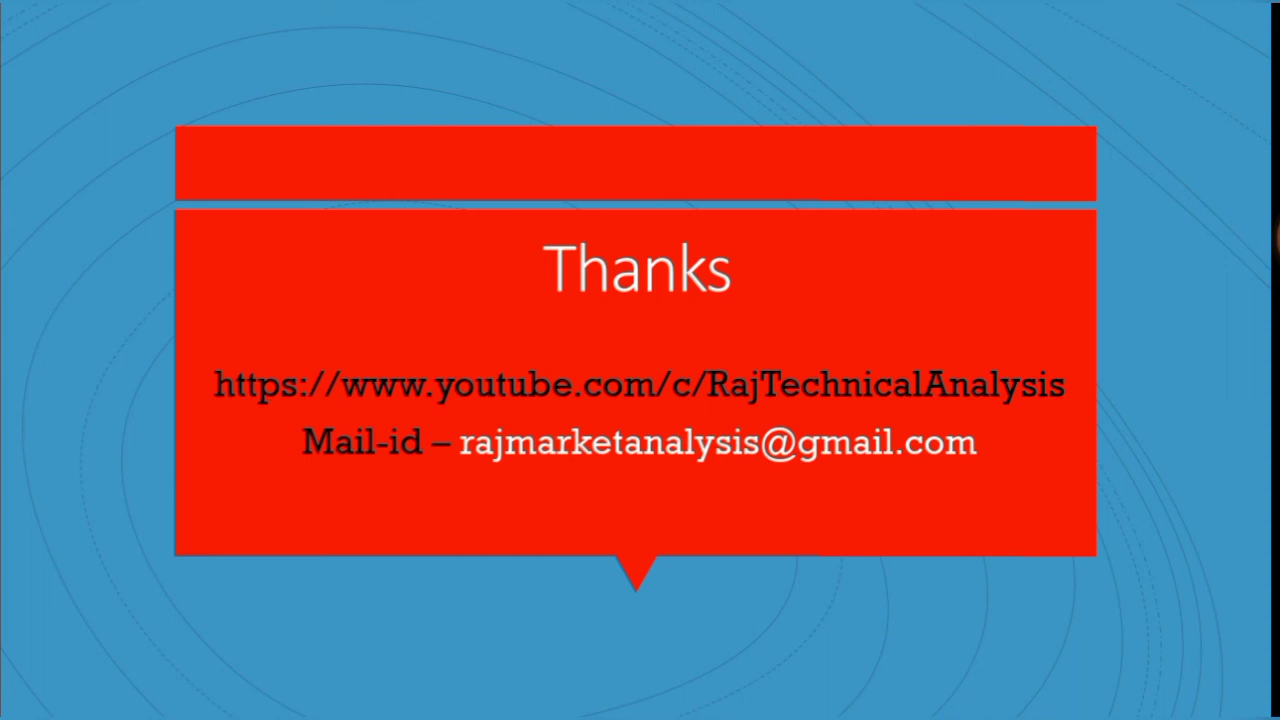 Thanks
https://www.youtube.com/c/RajTechnicalAnalysis
Mail-id – rajmarketanalysis@gmail.com